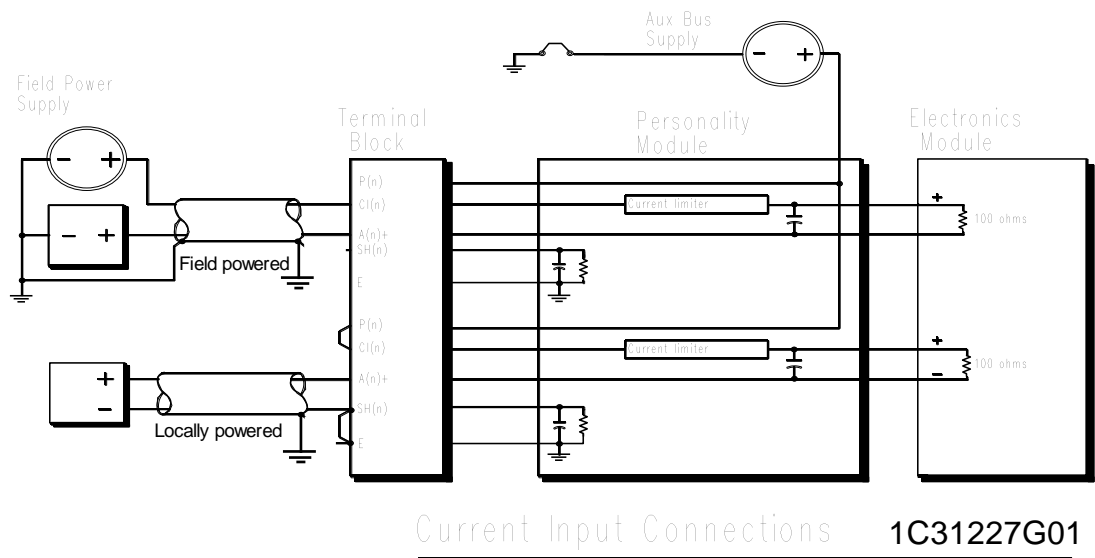 Aux Bus
Supply
Field Power
Supply
Terminal
Block
Personality
Module
Electronics
Module
- +
- +
P(n)
CI(n)
Current limiter
+
100 ohms
- +
A(n)+
SH(n)
Field powered
E
P(n)
CI(n)
Current limiter
+
100 ohms
+
A(n)+
-
-
SH(n)
Locally powered
E
Current Input Connections 1C31227G01